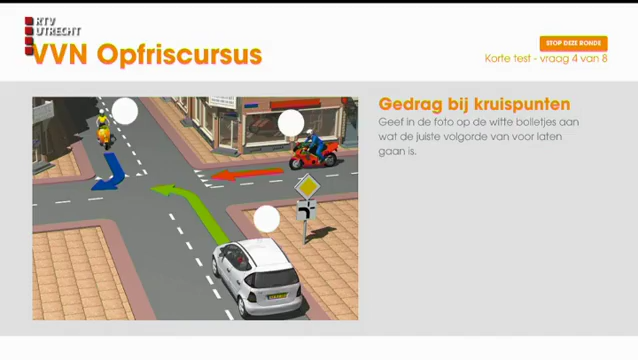 RTV
UTRECHT
VVN Opfriscursus
STOP DEZE RONDE
Korte test - vraag 4 van 8
Gedrag bij kruispunten
Geef in de foto op de witte bolletjes aan
wat de juiste volgorde van voor laten
gaan is.